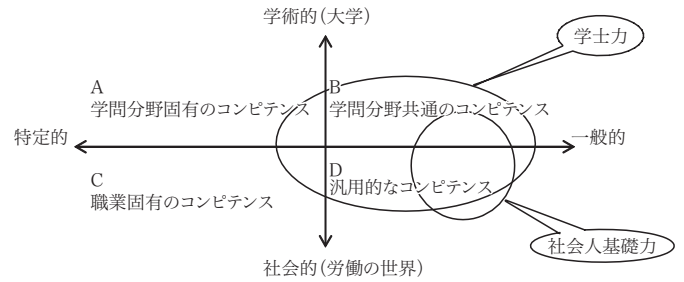 学術的(大学)
学士力
A
学問分野固有のコンピテンス
B
学問分野共通のコンピテンス
特定的
一般的
C
職業固有のコンピテンス
D
汎用的なコンピテンス
社会人基礎力
社会的(労働の世界)